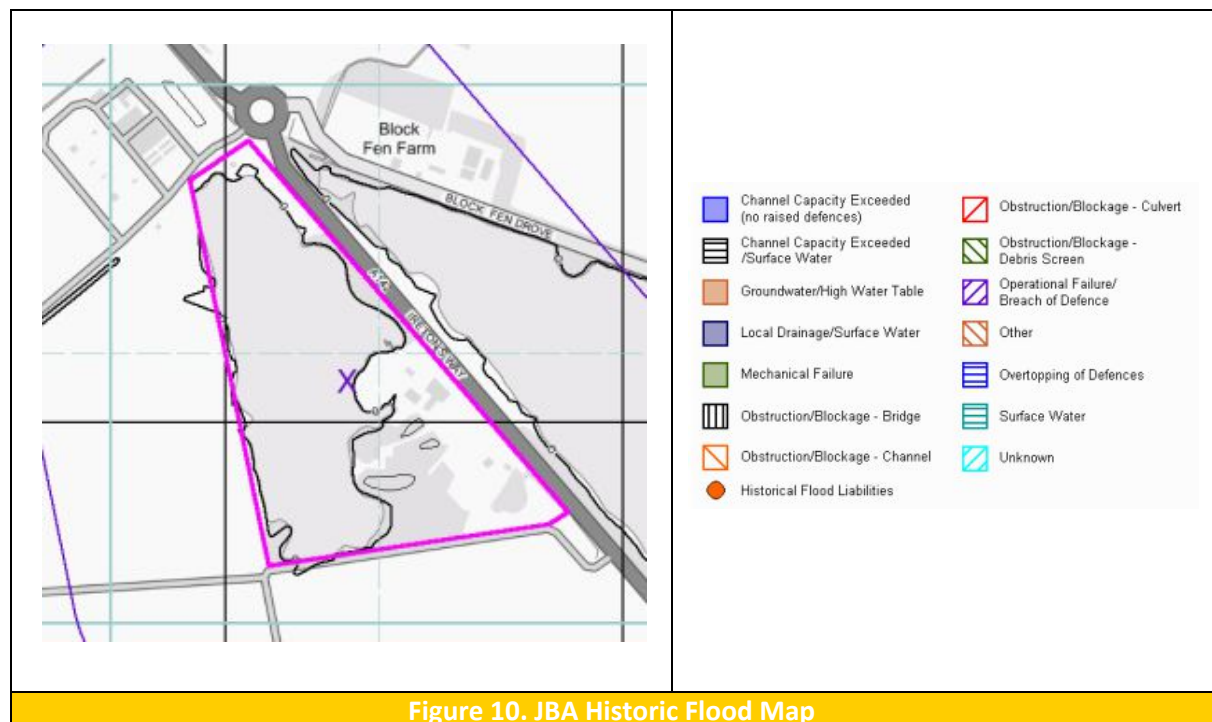 Block
Fen Farm
BLOCK FEN DROVE
A142
IRETON'S WAY
X
Channel Capacity Exceeded
(no raised defences)
Channel Capacity Exceeded
/Surface Water
Groundwater/High Water Table
Local Drainage/Surface Water
Mechanical Failure
Obstruction/Blockage - Bridge
Obstruction/Blockage - Channel
Historical Flood Liabilities
Obstruction/Blockage - Culvert
Obstruction/Blockage -
Debris Screen
Operational Failure/
Breach of Defence
Other
Overtopping of Defences
Surface Water
Unknown
Figure 10. JBA Historic Flood Map